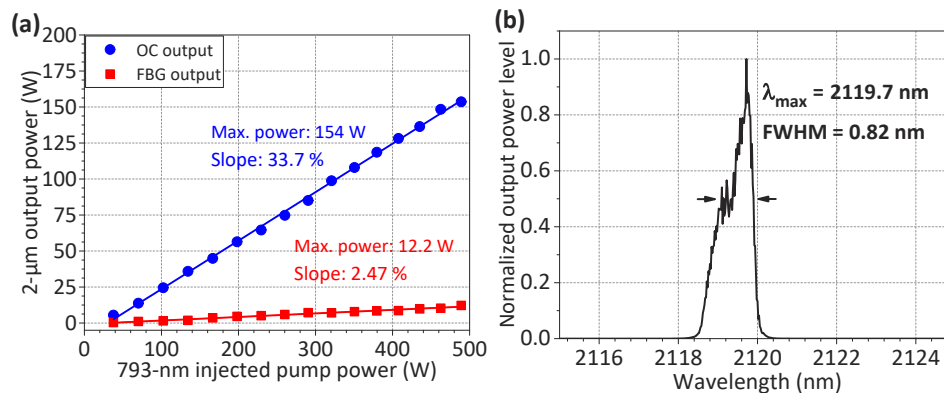 (a)
200
175
150
125
100
75
50
25
0
2-µm output power (W)
OC output
FBG output
Max. power: 154 W
Slope: 33.7 %
Max. power: 12.2 W
Slope: 2.47 %
0 100 200 300 400 500
793-nm injected pump power (W)
(b)
Normalized output power level
1.0
0.8
0.6
0.4
0.2
0.0
λmax = 2119.7 nm
FWHM = 0.82 nm
2116 2118 2120 2122 2124
Wavelength (nm)